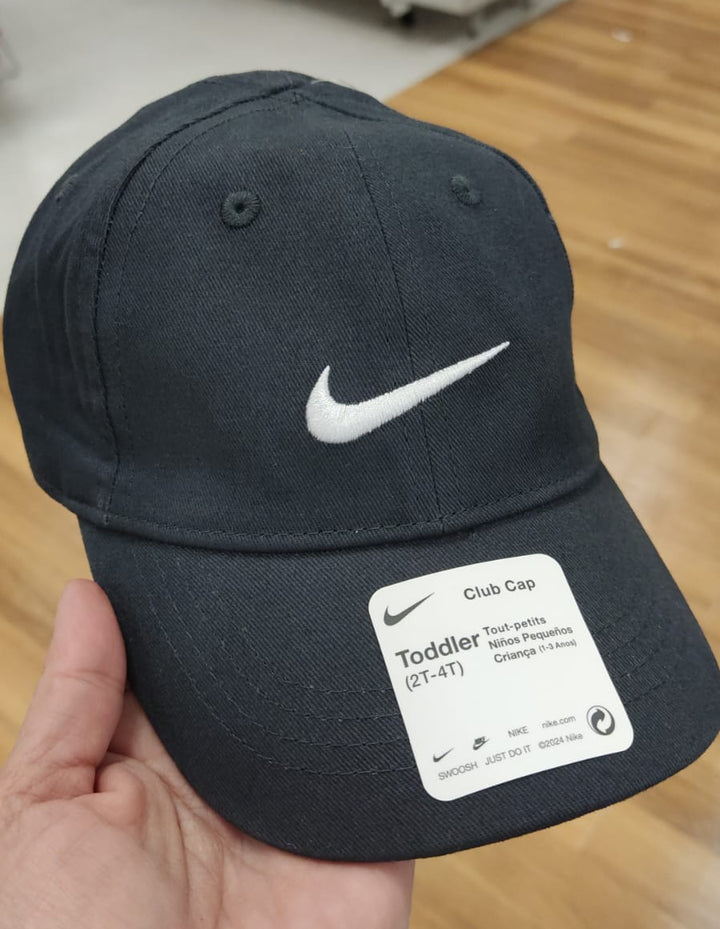 Club Cap
Toddler
(2T-4T)
Tout-petits
Niños Pequeños
Criança (1-3 Anos)
NIKE nike.com
SWOOSH JUST DO IT ©2024 Nike